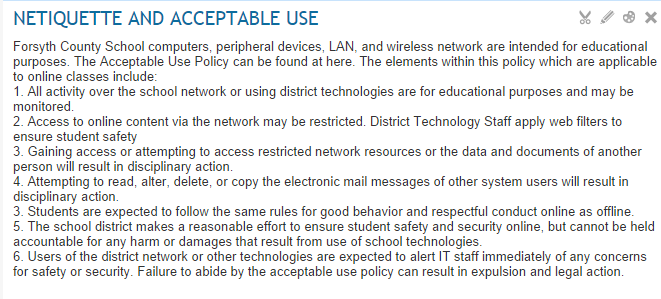 NETIQUETTE AND ACCEPTABLE USE
Forsyth County School computers, peripheral devices, LAN, and wireless network are intended for educational
purposes. The Acceptable Use Policy can be found at here. The elements within this policy which are applicable
to online classes include:
1. All activity over the school network or using district technologies are for educational purposes and may be
monitored.
2. Access to online content via the network may be restricted. District Technology Staff apply web filters to
ensure student safety
3. Gaining access or attempting to access restricted network resources or the data and documents of another
person will result in disciplinary action.
4. Attempting to read, alter, delete, or copy the electronic mail messages of other system users will result in
disciplinary action.
3. Students are expected to follow the same rules for good behavior and respectful conduct online as offline.
5. The school district makes a reasonable effort to ensure student safety and security online, but cannot be held
accountable for any harm or damages that result from use of school technologies.
6. Users of the district network or other technologies are expected to alert IT staff immediately of any concerns
for safety or security. Failure to abide by the acceptable use policy can result in expulsion and legal action.